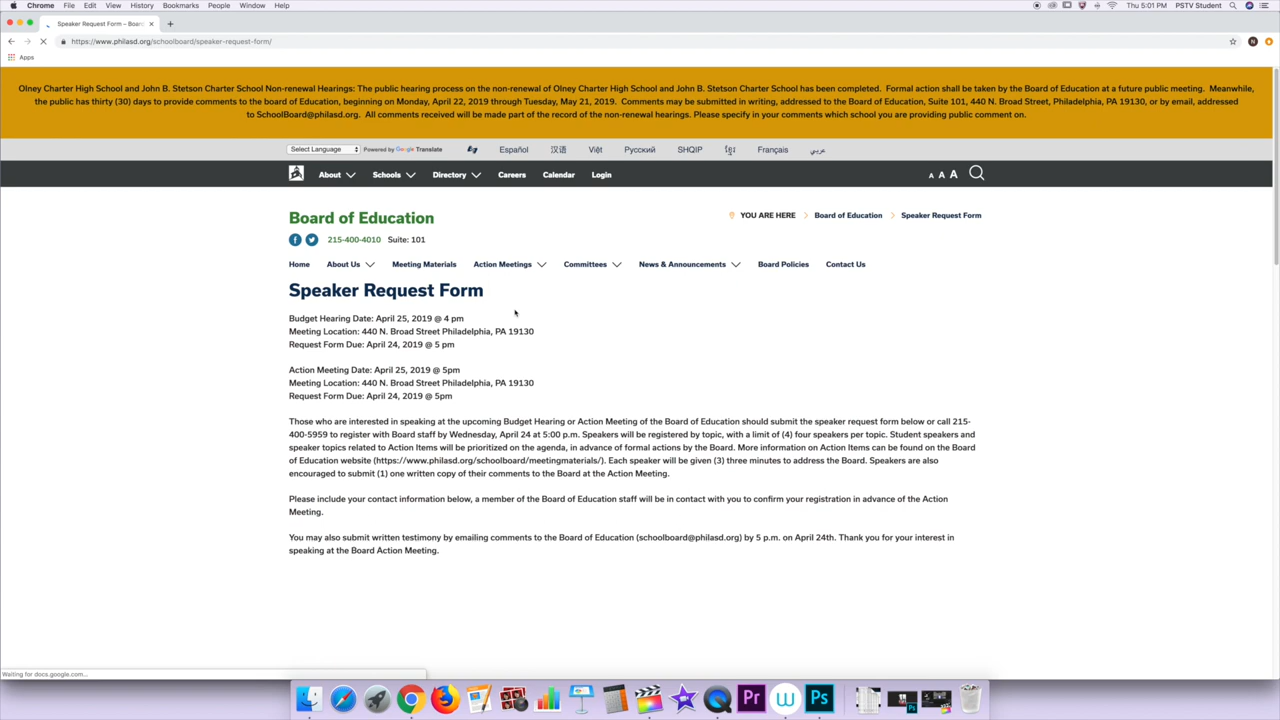 Chrome File Edit View History Bookmarks People Window Help
Thu 5:01 PM PSTV Student
Speaker Request Form – Boar
https://www.philasd.org/schoolboard/speaker-request-form/
N
Apps
Olney Charter High School and John B. Stetson Charter School Non-renewal Hearings: The public hearing process on the non-renewal of Olney Charter High School and John B. Stetson Charter School has been completed. Formal action shall be taken by the Board of Education at a future public meeting. Meanwhile,
the public has thirty (30) days to provide comments to the board of Education, beginning on Monday, April 22, 2019 through Tuesday, May 21, 2019. Comments may be submitted in writing, addressed to the Board of Education, Suite 101, 440 N. Broad Street, Philadelphia, PA 19130, or by email, addressed
to SchoolBoard@philasd.org. All comments received will be made part of the record of the non-renewal hearings. Please specify in your comments which school you are providing public comment on.
Select Language Powered by Google Translate Español 汉语 Việt Русский SHQIP ខ្មែរ Français عربي
About Schools Directory Careers Calendar Login A A A
Board of Education
YOU ARE HERE Board of Education Speaker Request Form
215-400-4010 Suite: 101
Home About Us Meeting Materials Action Meetings Committees News & Announcements Board Policies Contact Us
Speaker Request Form
Budget Hearing Date: April 25, 2019 @ 4 pm
Meeting Location: 440 N. Broad Street Philadelphia, PA 19130
Request Form Due: April 24, 2019 @ 5 pm
Action Meeting Date: April 25, 2019 @ 5pm
Meeting Location: 440 N. Broad Street Philadelphia, PA 19130
Request Form Due: April 24, 2019 @ 5pm
Those who are interested in speaking at the upcoming Budget Hearing or Action Meeting of the Board of Education should submit the speaker request form below or call 215-
400-5959 to register with Board staff by Wednesday, April 24 at 5:00 p.m. Speakers will be registered by topic, with a limit of (4) four speakers per topic. Student speakers and
speaker topics related to Action Items will be prioritized on the agenda, in advance of formal actions by the Board. More information on Action Items can be found on the Board
of Education website (https://www.philasd.org/schoolboard/meetingmaterials/). Each speaker will be given (3) three minutes to address the Board. Speakers are also
encouraged to submit (1) one written copy of their comments to the Board at the Action Meeting.
Please include your contact information below, a member of the Board of Education staff will be in contact with you to confirm your registration in advance of the Action
Meeting.
You may also submit written testimony by emailing comments to the Board of Education (schoolboard@philasd.org) by 5 p.m. on April 24th. Thank you for your interest in
speaking at the Board Action Meeting.
Waiting for docs.google.com...
Pr W Ps